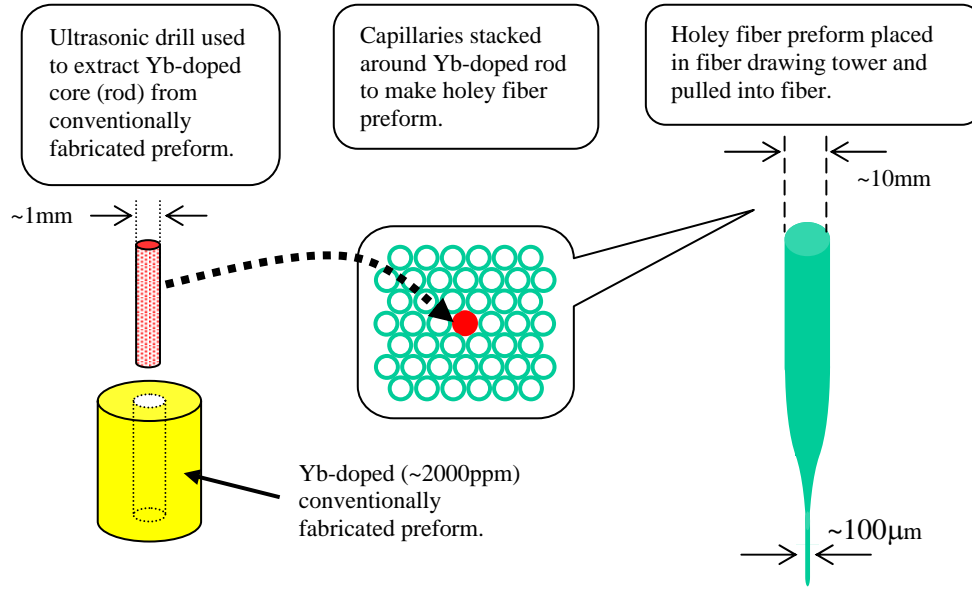 Ultrasonic drill used
to extract Yb-doped
core (rod) from
conventionally
fabricated preform.
Capillaries stacked
around Yb-doped rod
to make holey fiber
preform.
Holey fiber preform placed
in fiber drawing tower and
pulled into fiber.
~1mm
~10mm
Yb-doped (~2000ppm)
conventionally
fabricated preform.
~100μm